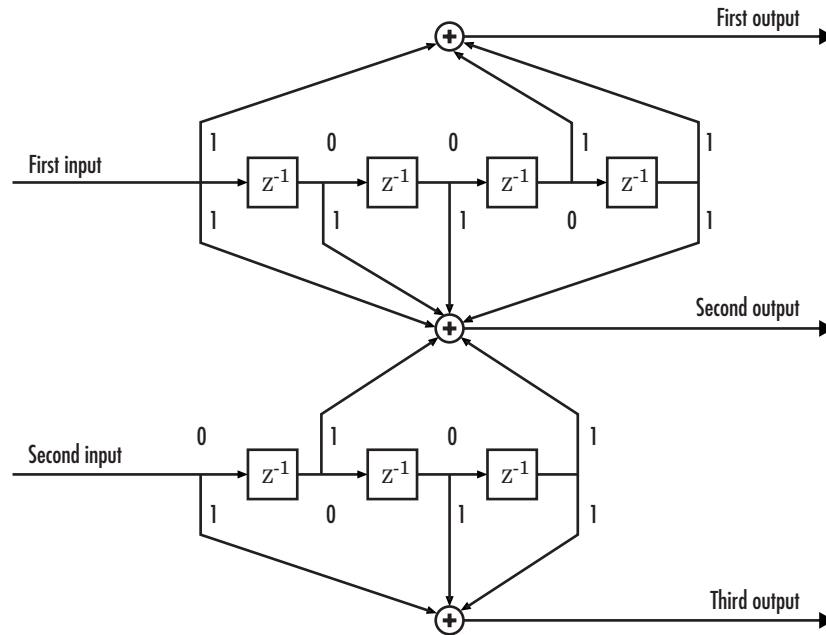 First output
1 0 0 1 1
First input
z⁻¹ z⁻¹ z⁻¹ z⁻¹
1 1 1 0 1
Second output
0 1 0 1
Second input
z⁻¹ z⁻¹ z⁻¹
1 0 1 1
Third output